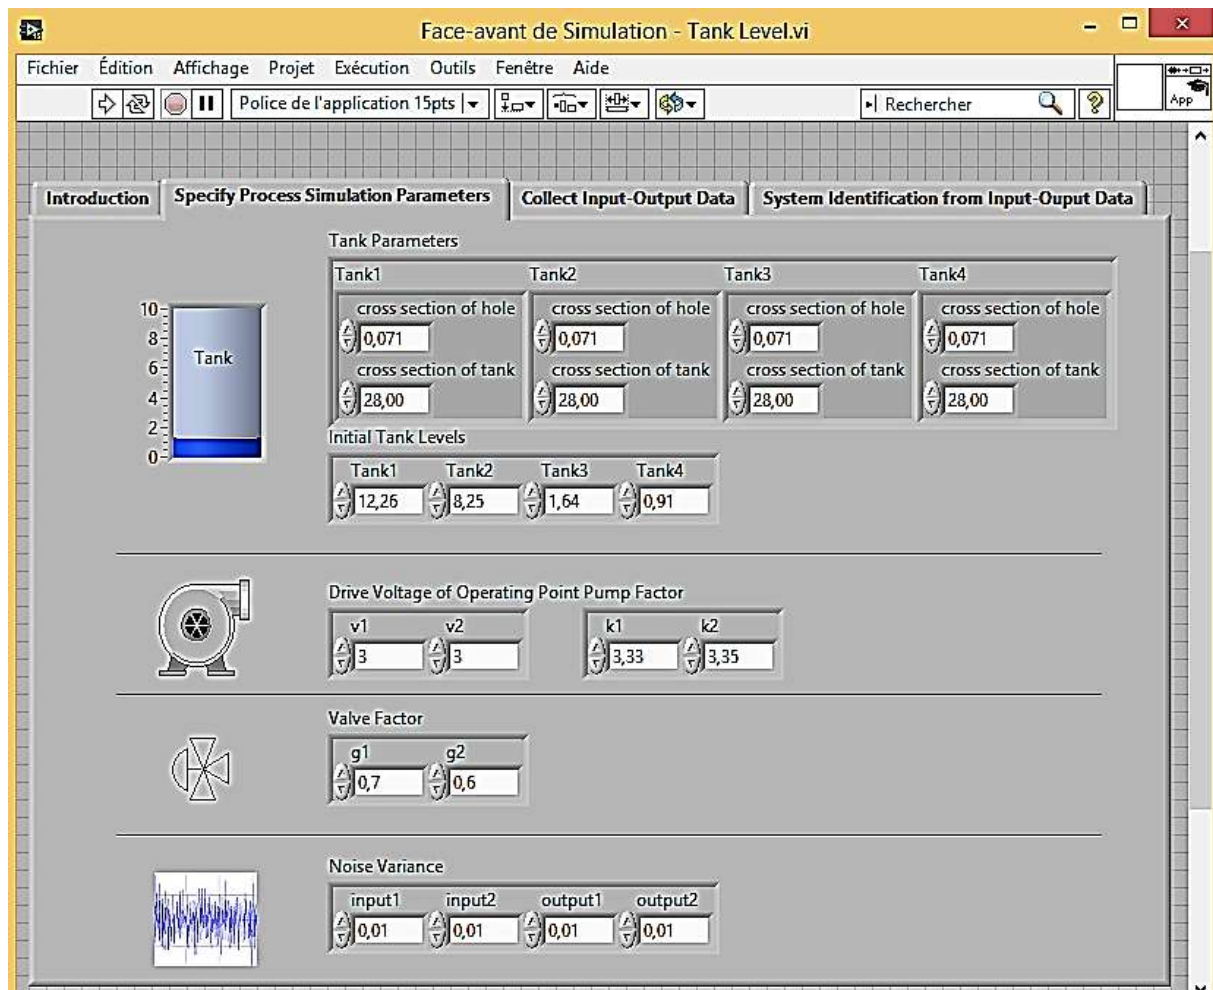 Face-avant de Simulation - Tank Level.vi
Fichier Édition Affichage Projet Exécution Outils Fenêtre Aide
Police de l'application 15pts
Rechercher
App
Introduction Specify Process Simulation Parameters Collect Input-Output Data System Identification from Input-Ouput Data
Tank Parameters
Tank1 Tank2 Tank3 Tank4
cross section of hole cross section of hole cross section of hole cross section of hole
0,071 0,071 0,071 0,071
cross section of tank cross section of tank cross section of tank cross section of tank
28,00 28,00 28,00 28,00
10
8
Tank
6
4
2
0
Initial Tank Levels
Tank1 Tank2 Tank3 Tank4
12,26 8,25 1,64 0,91
Drive Voltage of Operating Point Pump Factor
v1 v2 k1 k2
3 3 3,33 3,35
Valve Factor
g1 g2
0,7 0,6
Noise Variance
input1 input2 output1 output2
0,01 0,01 0,01 0,01